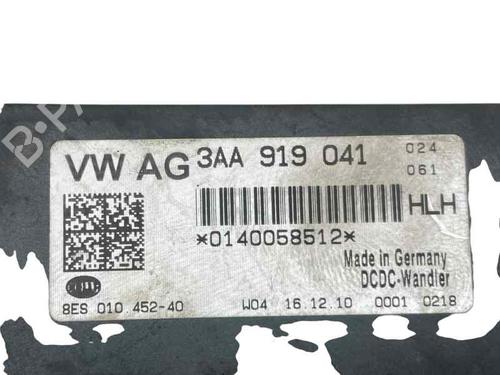 VW AG 3AA 919 041 024
061
HLH
*0140058512*
Made in Germany
DCDC-Wandler
8ES 010.452-40 W04 16.12.10 0001 0218